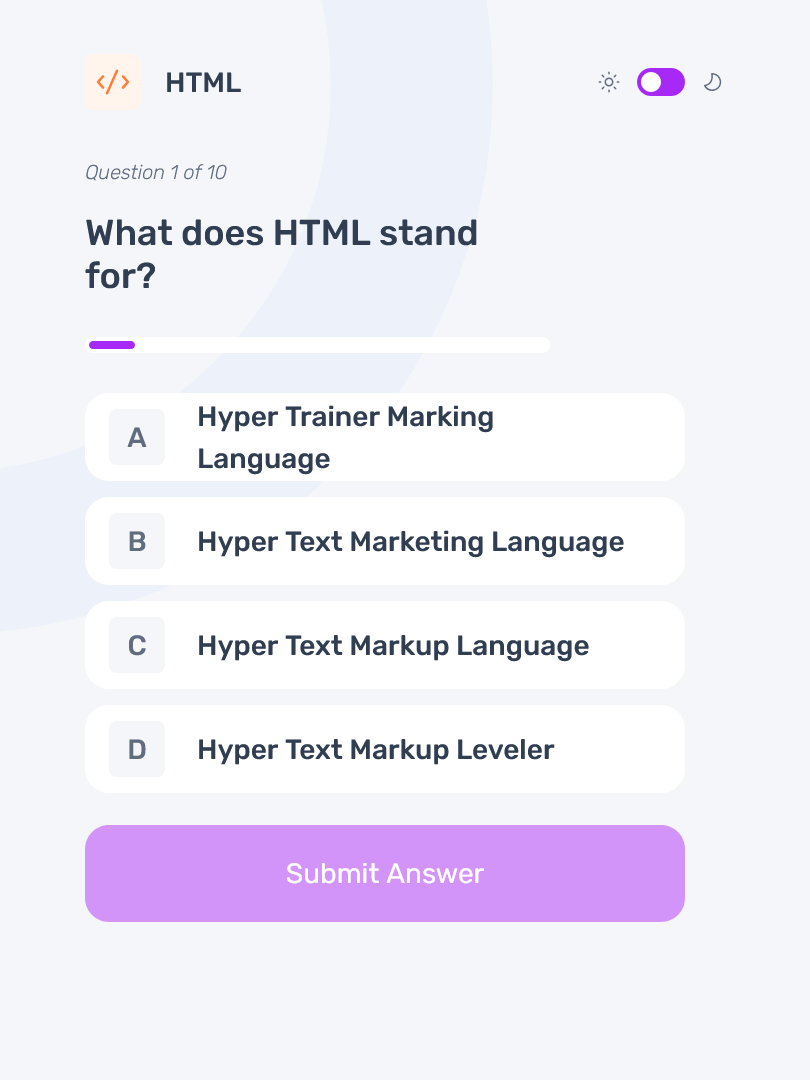 HTML
Question 1 of 10
What does HTML stand
for?
A
Hyper Trainer Marking
Language
B
Hyper Text Marketing Language
C
Hyper Text Markup Language
D
Hyper Text Markup Leveler
Submit Answer